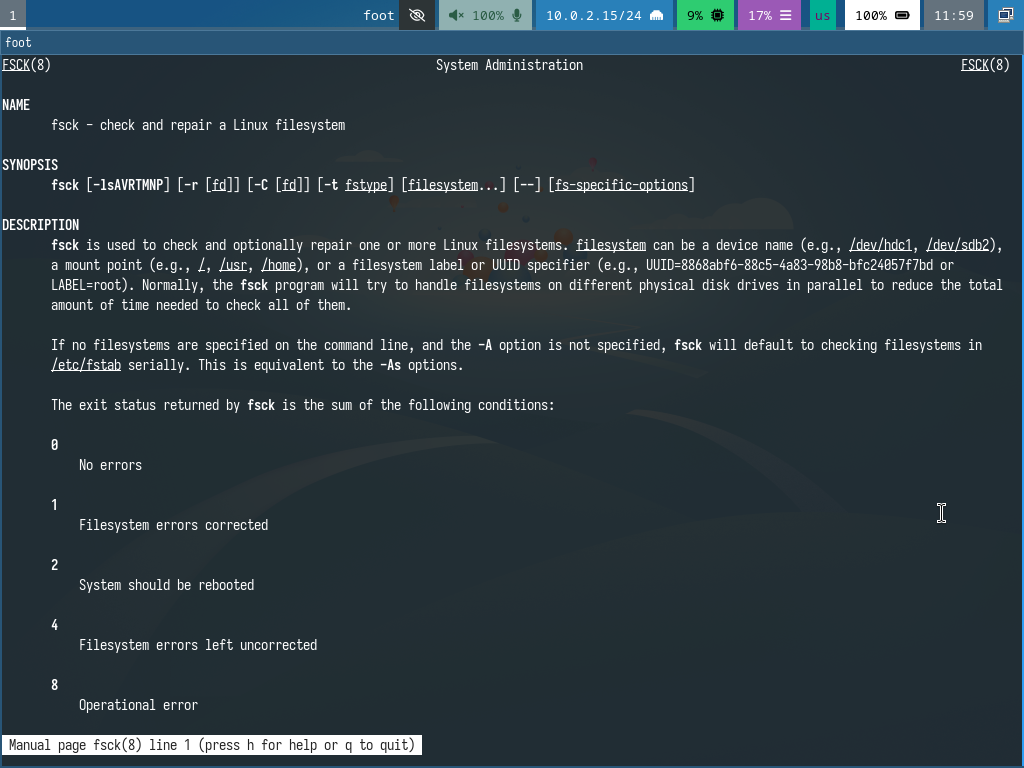 1 foot 100% 10.0.2.15/24 9% 17% us 100% 11:59
foot
FSCK(8) System Administration FSCK(8)
NAME
fsck - check and repair a Linux filesystem
SYNOPSIS
fsck [-lsAVRTMNP] [-r [fd]] [-C [fd]] [-t fstype] [filesystem...] [--] [fs-specific-options]
DESCRIPTION
fsck is used to check and optionally repair one or more Linux filesystems. filesystem can be a device name (e.g., /dev/hdc1, /dev/sdb2),
a mount point (e.g., /, /usr, /home), or a filesystem label or UUID specifier (e.g., UUID=8868abf6-88c5-4a83-98b8-bfc24057f7bd or
LABEL=root). Normally, the fsck program will try to handle filesystems on different physical disk drives in parallel to reduce the total
amount of time needed to check all of them.
If no filesystems are specified on the command line, and the -A option is not specified, fsck will default to checking filesystems in
/etc/fstab serially. This is equivalent to the -As options.
The exit status returned by fsck is the sum of the following conditions:
0
No errors
1
Filesystem errors corrected
2
System should be rebooted
4
Filesystem errors left uncorrected
8
Operational error
Manual page fsck(8) line 1 (press h for help or q to quit)